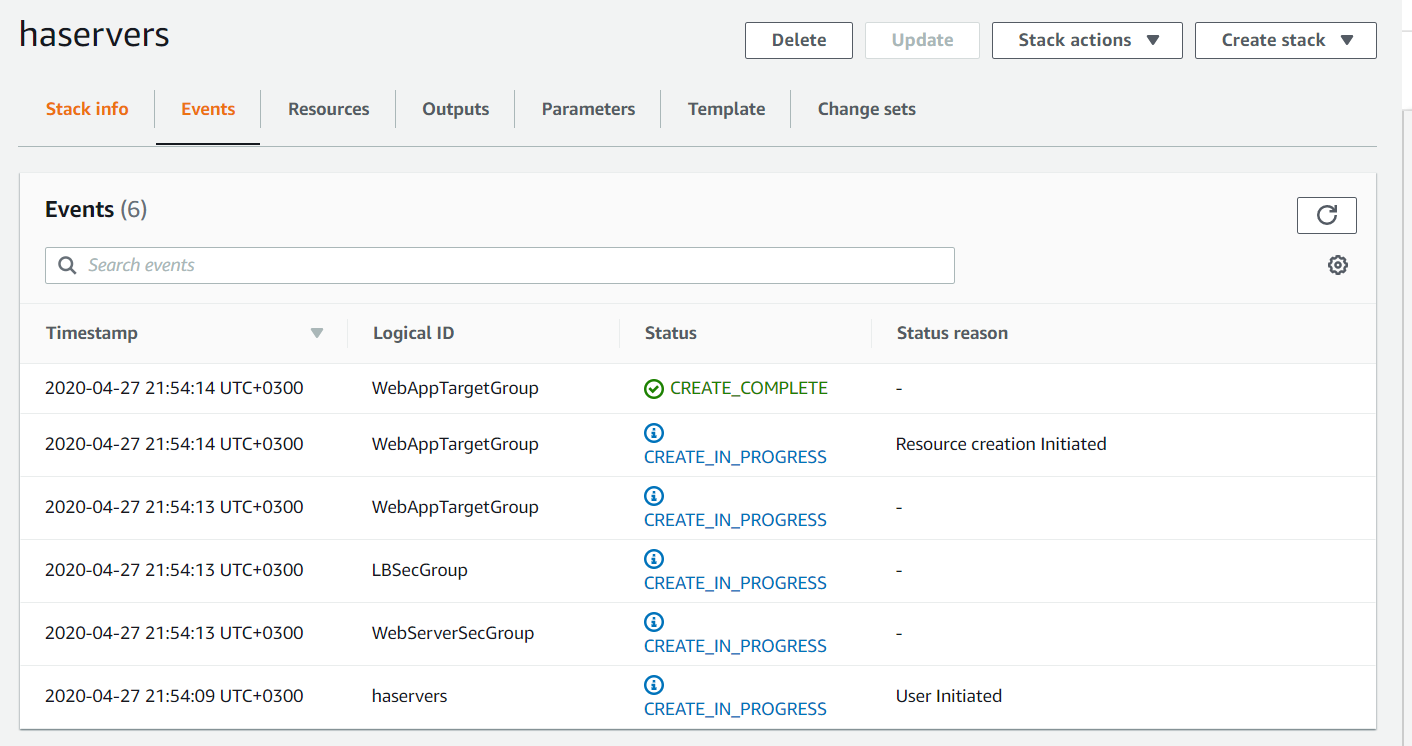 haservers
Delete Update Stack actions Create stack
Stack info Events Resources Outputs Parameters Template Change sets
Events (6)
Search events
Timestamp Logical ID Status Status reason
2020-04-27 21:54:14 UTC+0300 WebAppTargetGroup CREATE_COMPLETE -
2020-04-27 21:54:14 UTC+0300 WebAppTargetGroup CREATE_IN_PROGRESS Resource creation Initiated
2020-04-27 21:54:13 UTC+0300 WebAppTargetGroup CREATE_IN_PROGRESS -
2020-04-27 21:54:13 UTC+0300 LBSecGroup CREATE_IN_PROGRESS -
2020-04-27 21:54:13 UTC+0300 WebServerSecGroup CREATE_IN_PROGRESS -
2020-04-27 21:54:09 UTC+0300 haservers CREATE_IN_PROGRESS User Initiated